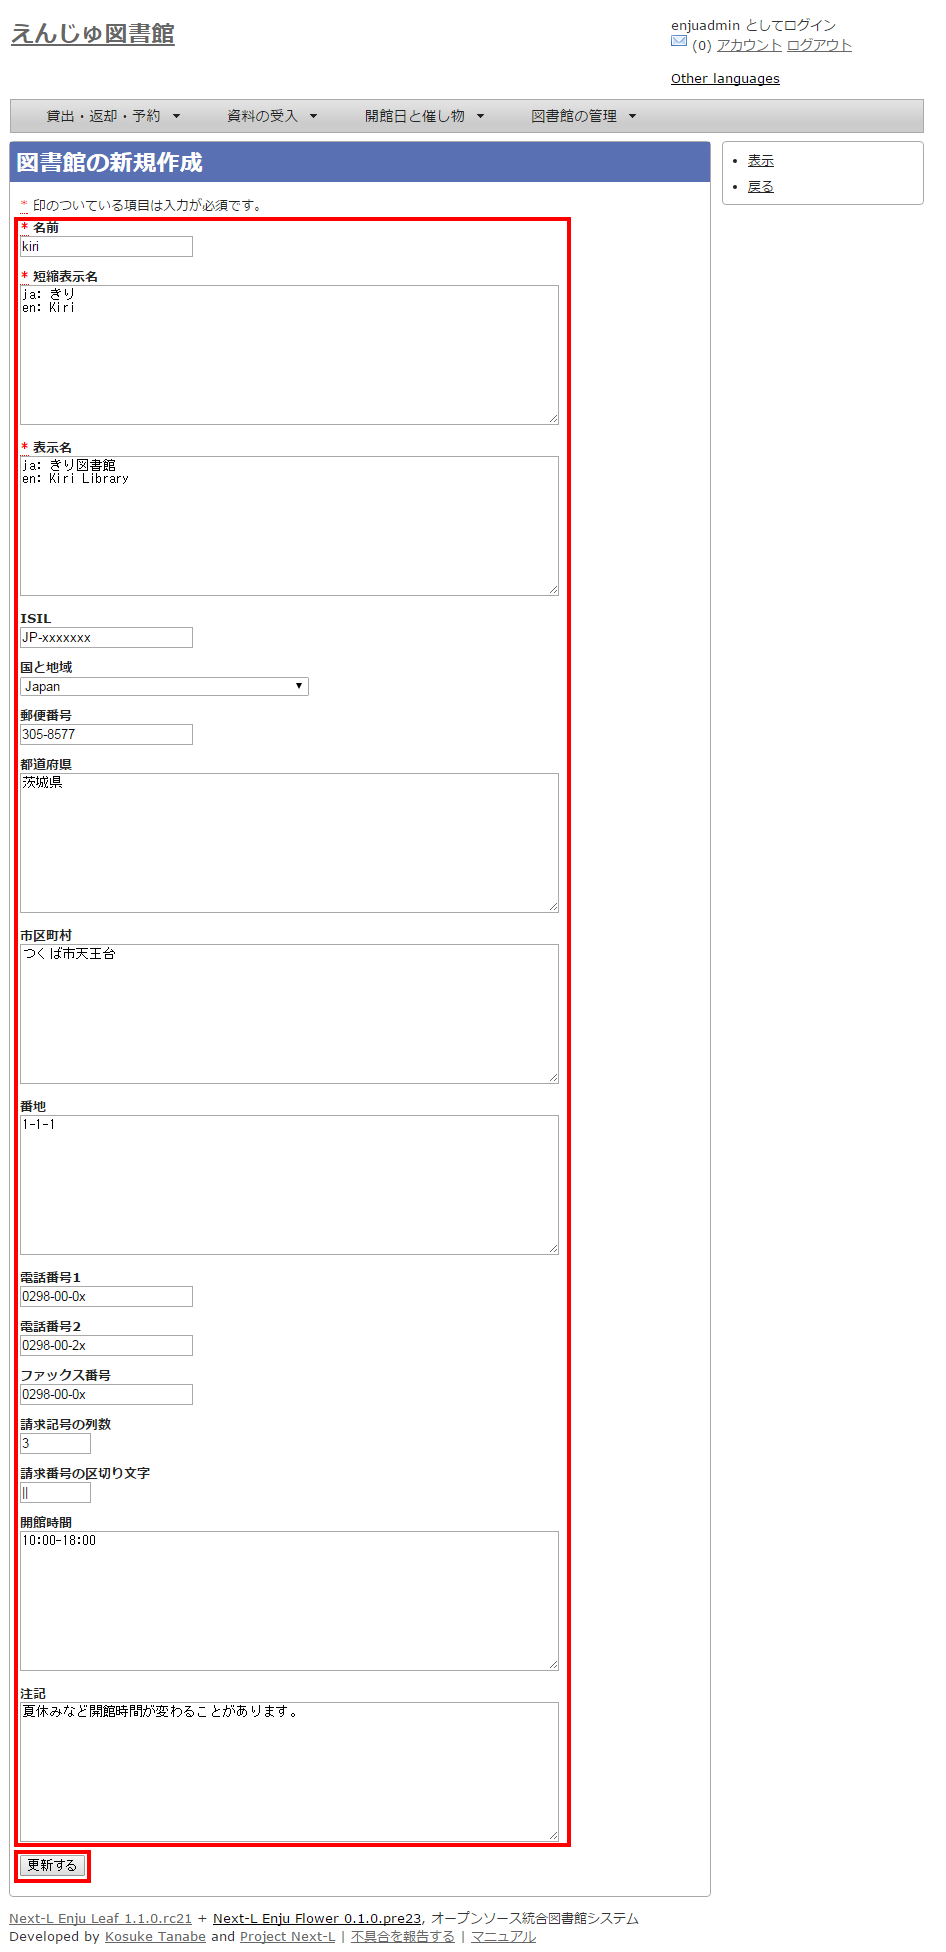 えんじゅ図書館
enjuadmin としてログイン
(0) アカウント ログアウト
Other languages
貸出・返却・予約 ▼ 資料の受入 ▼ 開館日と催し物 ▼ 図書館の管理 ▼
図書館の新規作成
• 表示
• 戻る
* 印のついている項目は入力が必須です。
* 名前
kiri
* 短縮表示名
ja: きり
en: Kiri
* 表示名
ja: きり図書館
en: Kiri Library
ISIL
JP-xxxxxxx
国と地域
Japan ▼
郵便番号
305-8577
都道府県
茨城県
市区町村
つくば市天王台
番地
1-1-1
電話番号1
0298-00-0x
電話番号2
0298-00-2x
ファックス番号
0298-00-0x
請求記号の列数
3
請求番号の区切り文字
||
開館時間
10:00-18:00
注記
夏休みなど開館時間が変わることがあります。
更新する
Next-L Enju Leaf 1.1.0.rc21 + Next-L Enju Flower 0.1.0.pre23, オープンソース統合図書館システム
Developed by Kosuke Tanabe and Project Next-L | 不具合を報告する | マニュアル